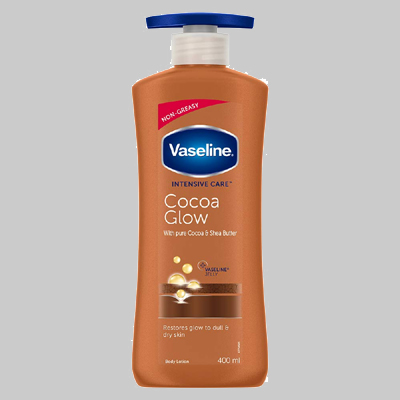 NON-GREASY
Vaseline.
INTENSIVE CARE™
Cocoa
Glow
With pure Cocoa & Shea Butter
VASELINE®
JELLY
Restores glow to dull &
dry skin
Body Lotion
400 ml